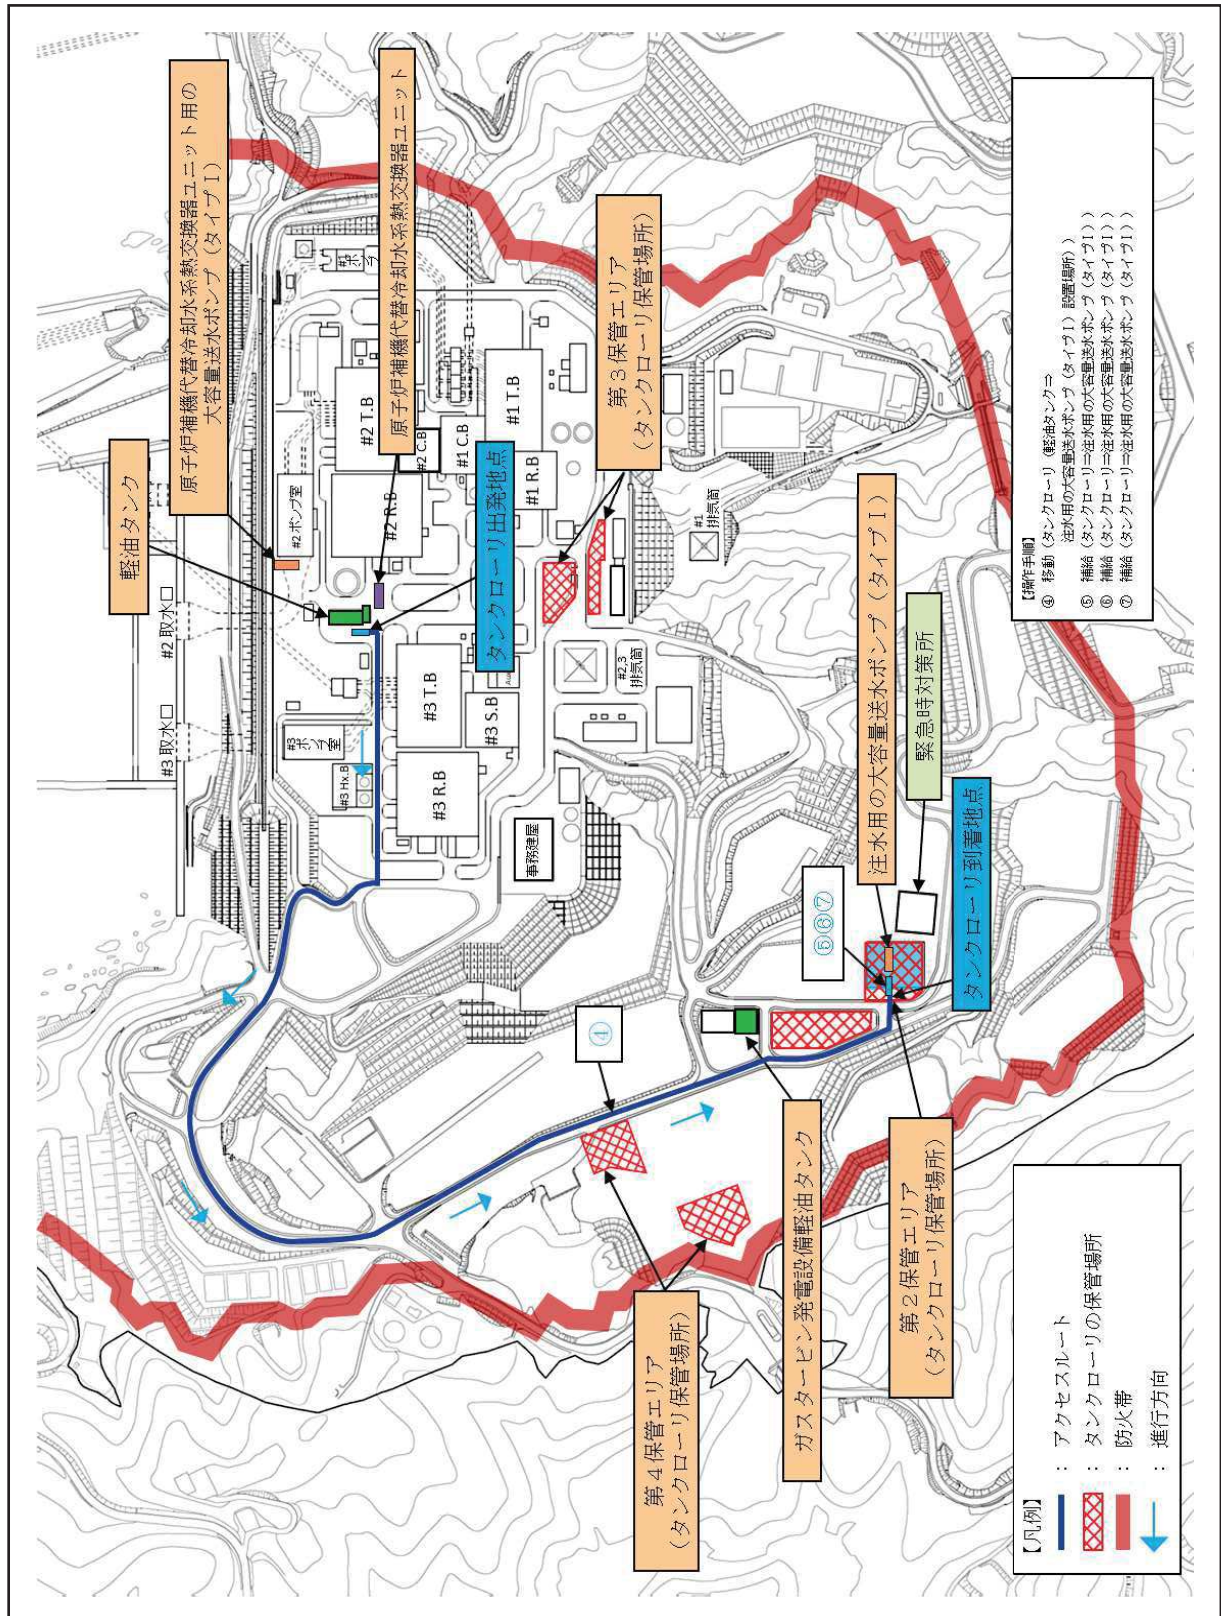 軽油タンク
原子炉補機代替冷却水系熱交換器ユニット用の
大容量送水ポンプ（タイプⅠ）
原子炉補機代替冷却水系熱交換器ユニット
#3取水口
#2取水口
#3
ポンプ
室
#2 ポンプ室
#1
ポンプ
#3 Hx.B
#3 T.B
#3 S.B
#3 R.B
#2 T.B
#2 C.B
#2 R.B
#1 T.B
#1 C.B
#1 R.B
タンクローリ出発地点
第３保管エリア
（タンクローリ保管場所）
事務建屋
#2,3
排気筒
#1
排気筒
④
⑤⑥⑦
注水用の大容量送水ポンプ（タイプⅠ）
緊急時対策所
タンクローリ到着地点
第４保管エリア
（タンクローリ保管場所）
ガスタービン発電設備軽油タンク
第２保管エリア
（タンクローリ保管場所）
【凡例】
：アクセスルート
：タンクローリの保管場所
：防火帯
：進行方向
【操作手順】
④ 移動（タンクローリ（軽油タンク⇒
注水用の大容量送水ポンプ（タイプⅠ）設置場所）
⑤ 補給（タンクローリ⇒注水用の大容量送水ポンプ（タイプⅠ）
⑥ 補給（タンクローリ⇒注水用の大容量送水ポンプ（タイプⅠ）
⑦ 補給（タンクローリ⇒注水用の大容量送水ポンプ（タイプⅠ）